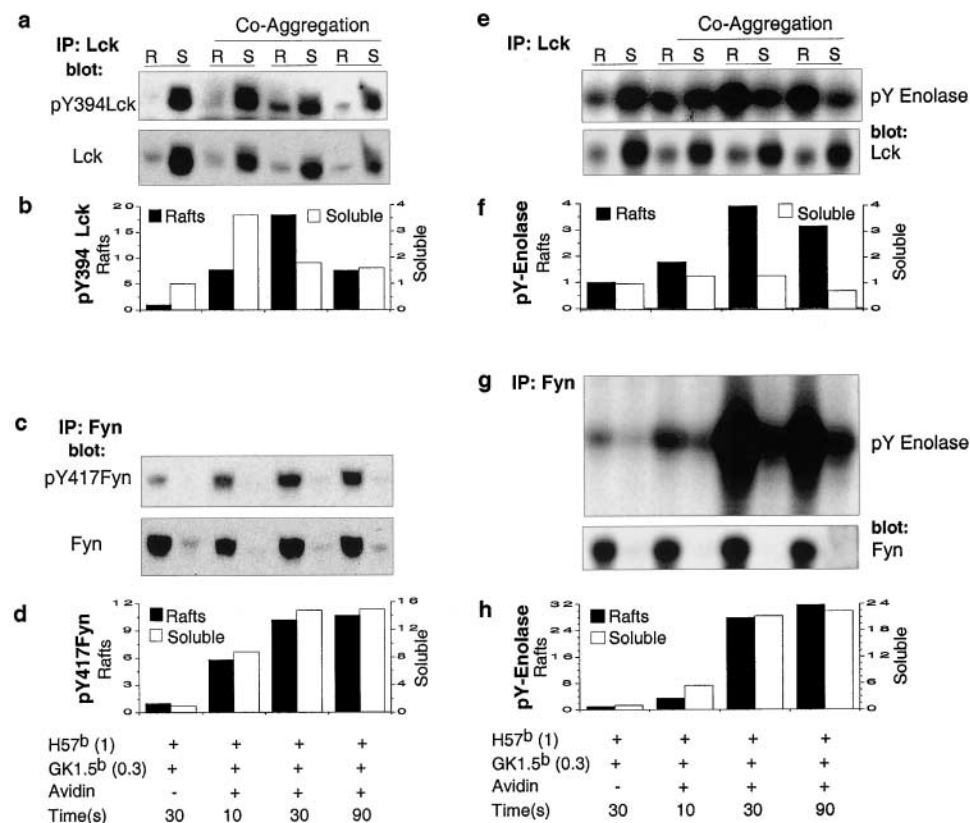 a
Co-Aggregation
IP: Lck
R S R S R S R S
blot:
pY394Lck
Lck
b
pY394 Lck
Rafts
20
15
10
5
0
Rafts
Soluble
4
3
2
1
0
Soluble
c
IP: Fyn
blot:
pY417Fyn
Fyn
d
pY417Fyn
Rafts
12
9
6
3
0
Rafts
Soluble
16
12
8
4
0
Soluble
H57b (1) + + + +
GK1.5b (0.3) + + + +
Avidin - + + +
Time(s) 30 10 30 90
e
Co-Aggregation
IP: Lck
R S R S R S R S
pY Enolase
blot:
Lck
f
pY-Enolase
Rafts
4
3
2
1
0
Rafts
Soluble
4
3
2
1
0
Soluble
g
IP: Fyn
pY Enolase
blot:
Fyn
h
pY-Enolase
Rafts
32
24
16
8
0
Rafts
Soluble
24
18
12
6
0
Soluble
H57b (1) + + + +
GK1.5b (0.3) + + + +
Avidin - + + +
Time(s) 30 10 30 90